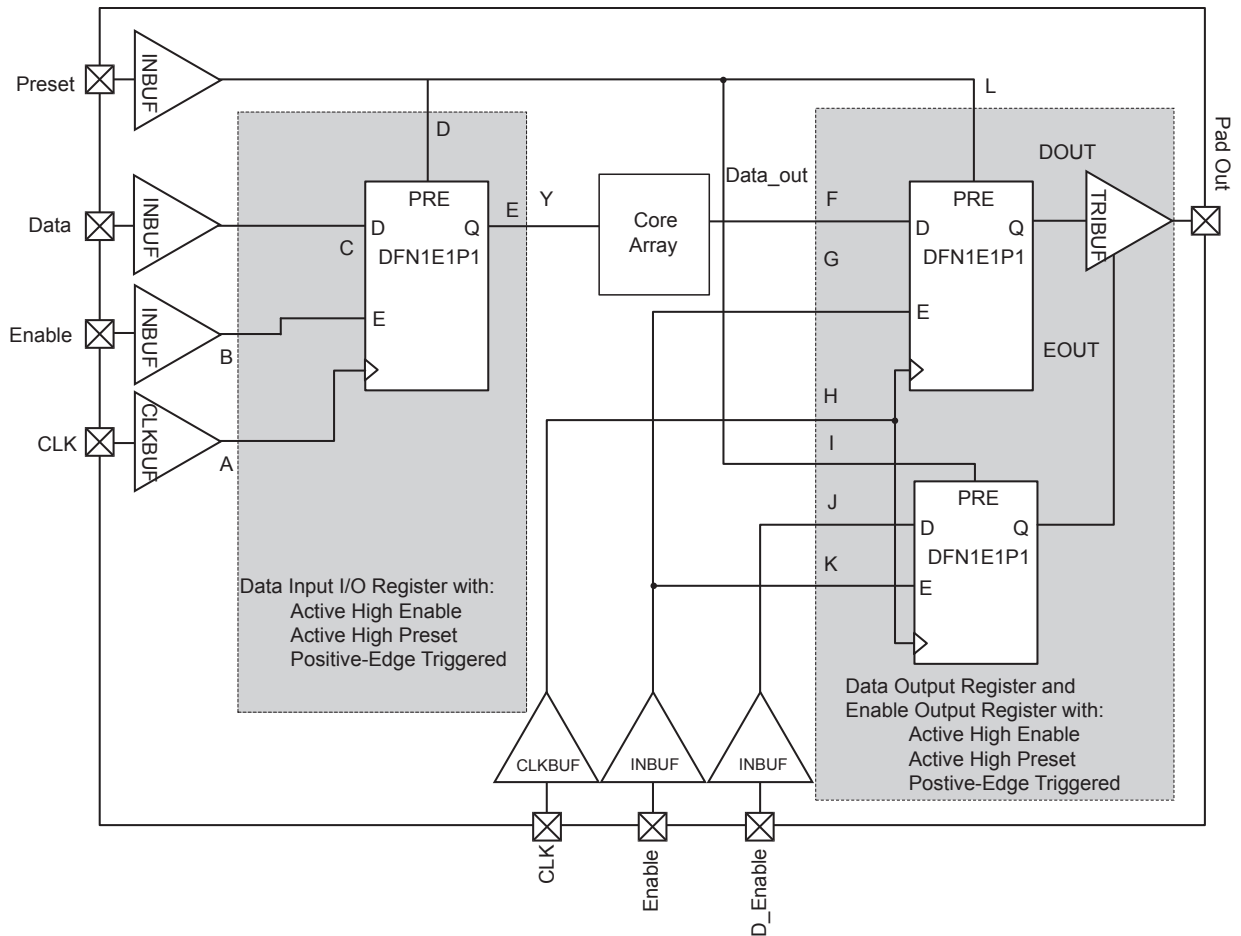 Preset
INBUF
L
D
Pad Out
Data
INBUF
PRE
D
Q
C
DFN1E1P1
E
E
Y
Core
Array
Data_out
F
G
PRE
D
Q
DFN1E1P1
E
DOUT
TRIBUF
EOUT
Enable
INBUF
B
CLK
CLKBUF
A
H
I
J
K
PRE
D
Q
DFN1E1P1
E
Data Input I/O Register with:
Active High Enable
Active High Preset
Positive-Edge Triggered
Data Output Register and
Enable Output Register with:
Active High Enable
Active High Preset
Postive-Edge Triggered
CLKBUF
INBUF
INBUF
CLK
Enable
D_Enable